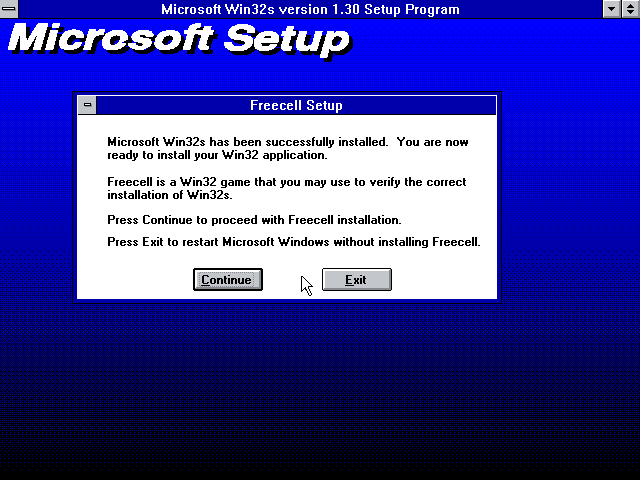 Microsoft Win32s version 1.30 Setup Program
Microsoft Setup
Freecell Setup
Microsoft Win32s has been successfully installed.  You are now
ready to install your Win32 application.
Freecell is a Win32 game that you may use to verify the correct
installation of Win32s.
Press Continue to proceed with Freecell installation.
Press Exit to restart Microsoft Windows without installing Freecell.
Continue
Exit